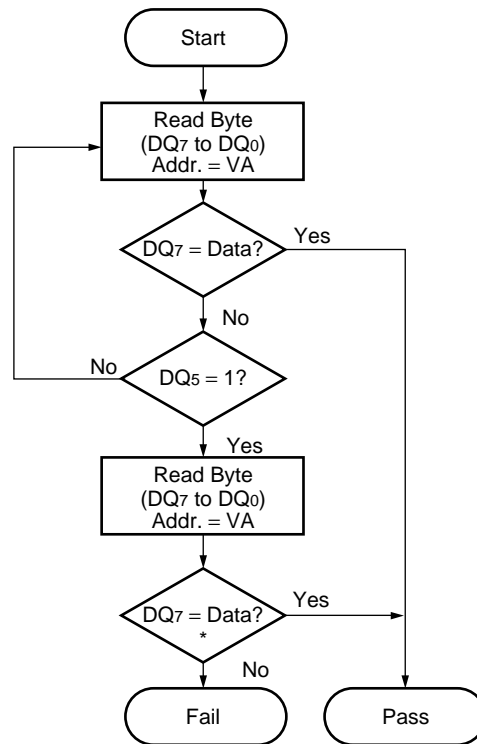 Start
Read Byte
(DQ7 to DQ0)
Addr. = VA
DQ7 = Data?
Yes
No
No
DQ5 = 1?
Yes
Read Byte
(DQ7 to DQ0)
Addr. = VA
DQ7 = Data?
*
Yes
No
Fail
Pass